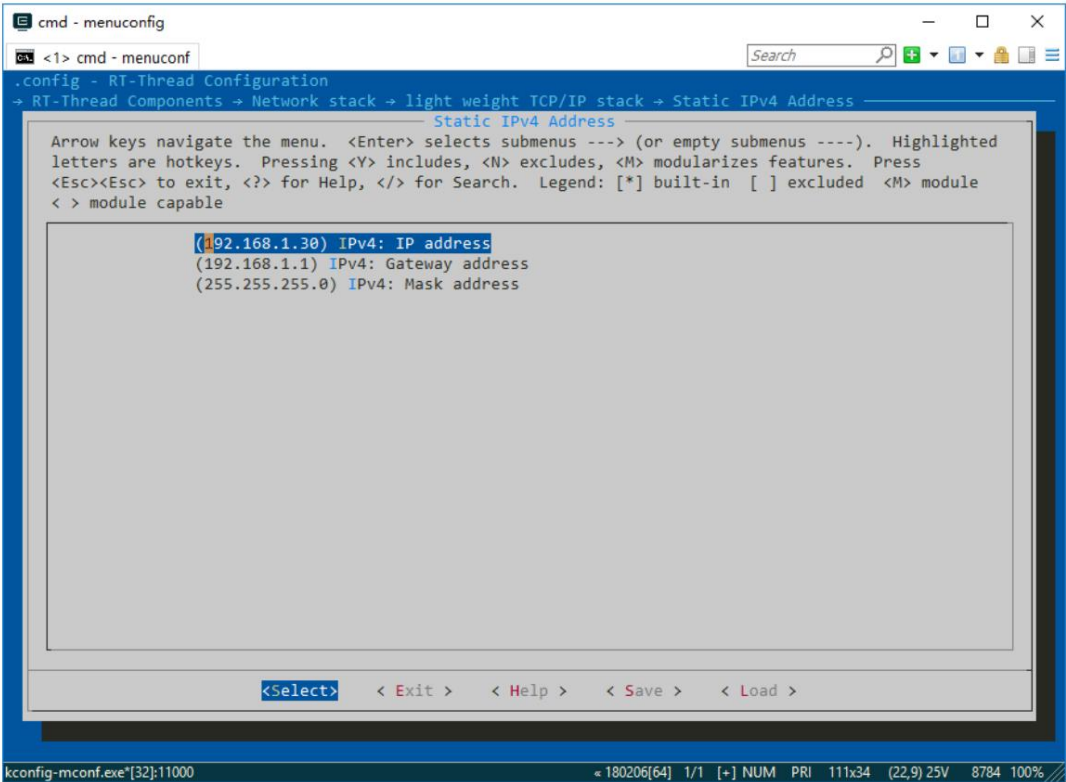 cmd - menuconfig
<1> cmd - menuconf
Search
.config - RT-Thread Configuration
→ RT-Thread Components → Network stack → light weight TCP/IP stack → Static IPv4 Address
Static IPv4 Address
Arrow keys navigate the menu.  <Enter> selects submenus ---> (or empty submenus ----).  Highlighted
letters are hotkeys.  Pressing <Y> includes, <N> excludes, <M> modularizes features.  Press
<Esc><Esc> to exit, <?> for Help, </> for Search.  Legend: [*] built-in  [ ] excluded  <M> module
< > module capable
(192.168.1.30) IPv4: IP address
(192.168.1.1) IPv4: Gateway address
(255.255.255.0) IPv4: Mask address
<Select>    < Exit >    < Help >    < Save >    < Load >
kconfig-mconf.exe*[32]:11000    « 180206[64]  1/1  [+] NUM  PRI  111x34  (22,9) 25V  8784  100%